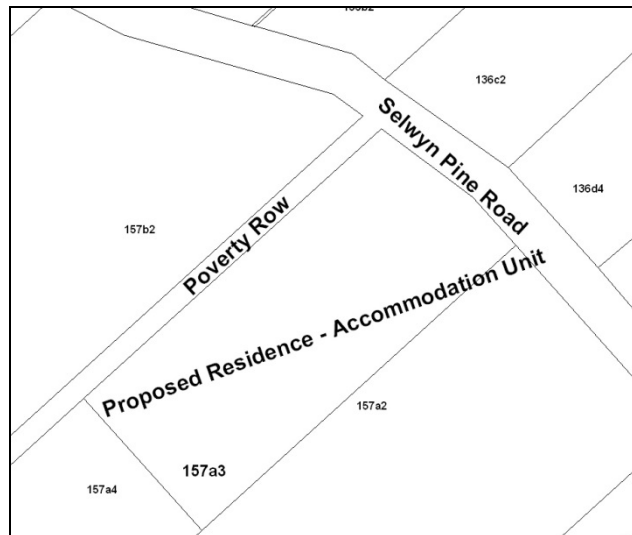 136c2
Selwyn Pine Road
136d4
157b2
Poverty Row
Proposed Residence - Accommodation Unit
157a2
157a3
157a4